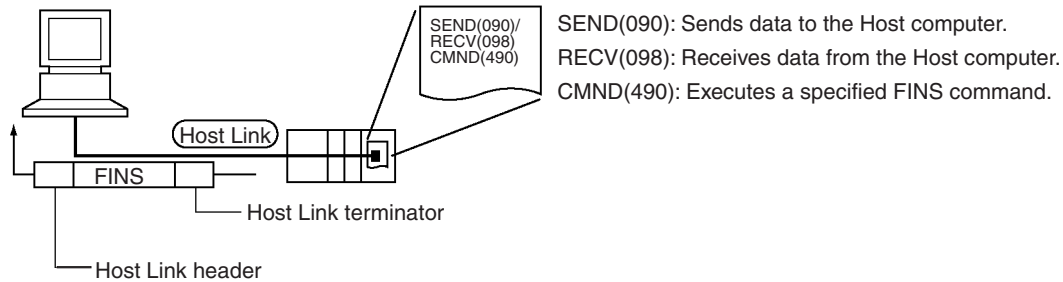 SEND(090)/
RECV(098)
CMND(490)
SEND(090): Sends data to the Host computer.
RECV(098): Receives data from the Host computer.
CMND(490): Executes a specified FINS command.
Host Link
FINS
Host Link terminator
Host Link header